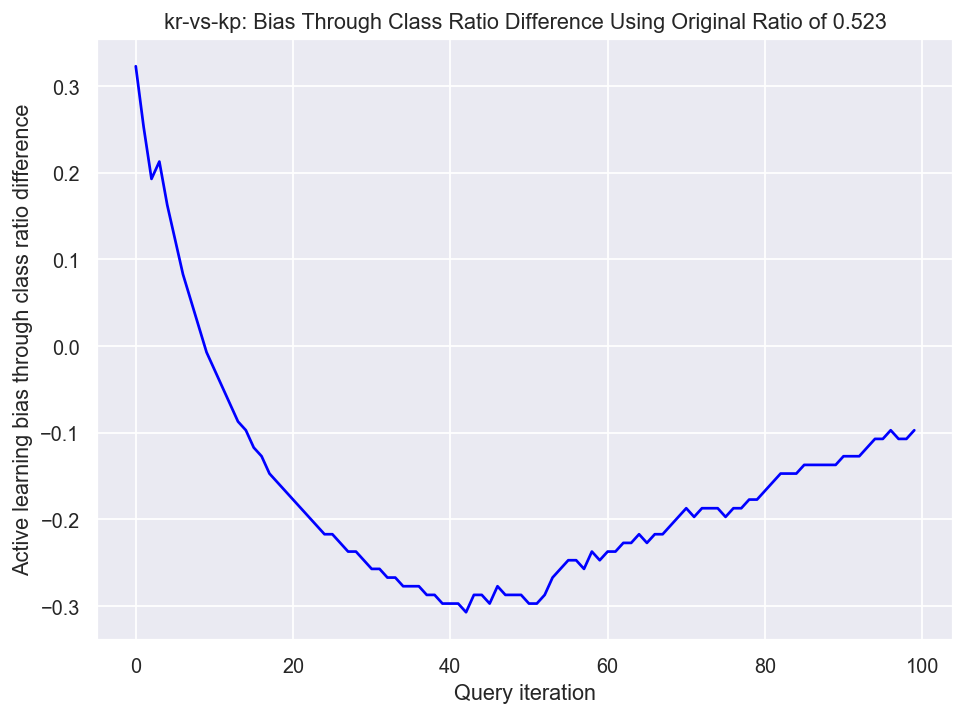 kr-vs-kp: Bias Through Class Ratio Difference Using Original Ratio of 0.523
Active learning bias through class ratio difference
0.3
0.2
0.1
0.0
−0.1
−0.2
−0.3
0 20 40 60 80 100
Query iteration